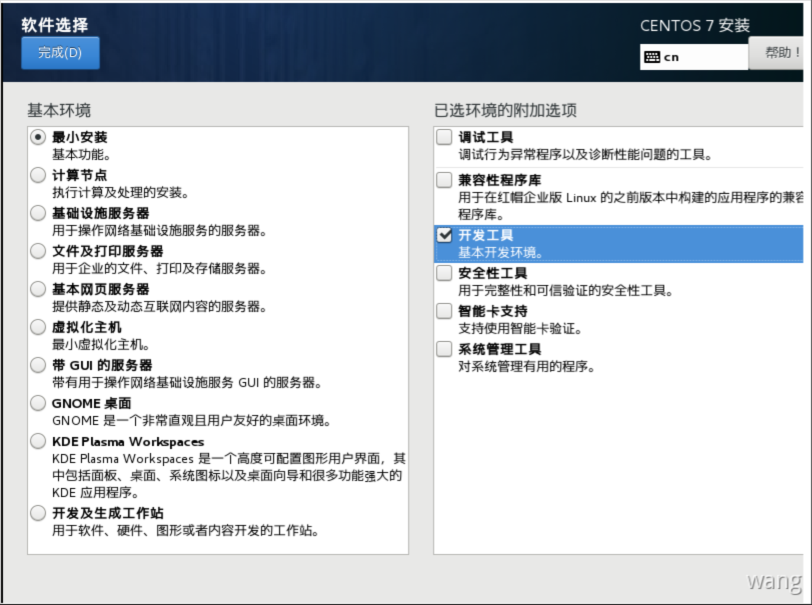 软件选择
完成(D)
CENTOS 7 安装
cn
帮助！
基本环境
最小安装
基本功能。
计算节点
执行计算及处理的安装。
基础设施服务器
用于操作网络基础设施服务的服务器。
文件及打印服务器
用于企业的文件、打印及存储服务器。
基本网页服务器
提供静态及动态互联网内容的服务器。
虚拟化主机
最小虚拟化主机。
带 GUI 的服务器
带有用于操作网络基础设施服务 GUI 的服务器。
GNOME 桌面
GNOME 是一个非常直观且用户友好的桌面环境。
KDE Plasma Workspaces
KDE Plasma Workspaces 是一个高度可配置图形用户界面，其
中包括面板、桌面、系统图标以及桌面向导和很多功能强大的
KDE 应用程序。
开发及生成工作站
用于软件、硬件、图形或者内容开发的工作站。
已选环境的附加选项
调试工具
调试行为异常程序以及诊断性能问题的工具。
兼容性程序库
用于在红帽企业版 Linux 的之前版本中构建的应用程序的兼容
程序库。
开发工具
基本开发环境。
安全性工具
用于完整性和可信验证的安全性工具。
智能卡支持
支持使用智能卡验证。
系统管理工具
对系统管理有用的程序。
wang